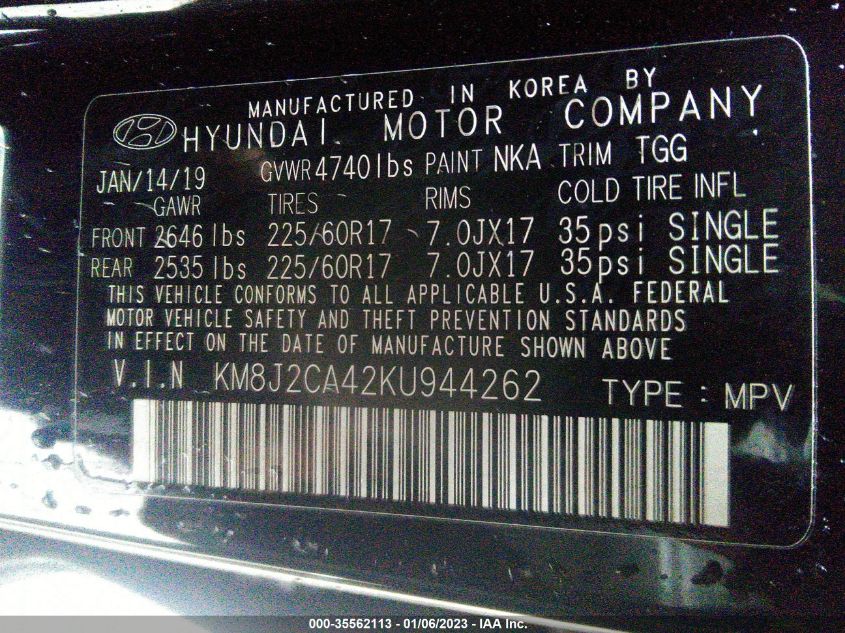 MANUFACTURED IN KOREA BY
HYUNDAI MOTOR COMPANY
JAN/14/19 GVWR 4740lbs PAINT NKA TRIM TGG
GAWR TIRES RIMS COLD TIRE INFL
FRONT 2646 lbs 225/60R17 7.0JX17 35psi SINGLE
REAR 2535 lbs 225/60R17 7.0JX17 35psi SINGLE
THIS VEHICLE CONFORMS TO ALL APPLICABLE U.S.A. FEDERAL
MOTOR VEHICLE SAFETY AND THEFT PREVENTION STANDARDS
IN EFFECT ON THE DATE OF MANUFACTURE SHOWN ABOVE
V.I.N KM8J2CA42KU944262 TYPE : MPV
000-35562113 - 01/06/2023 - © IAA Inc.